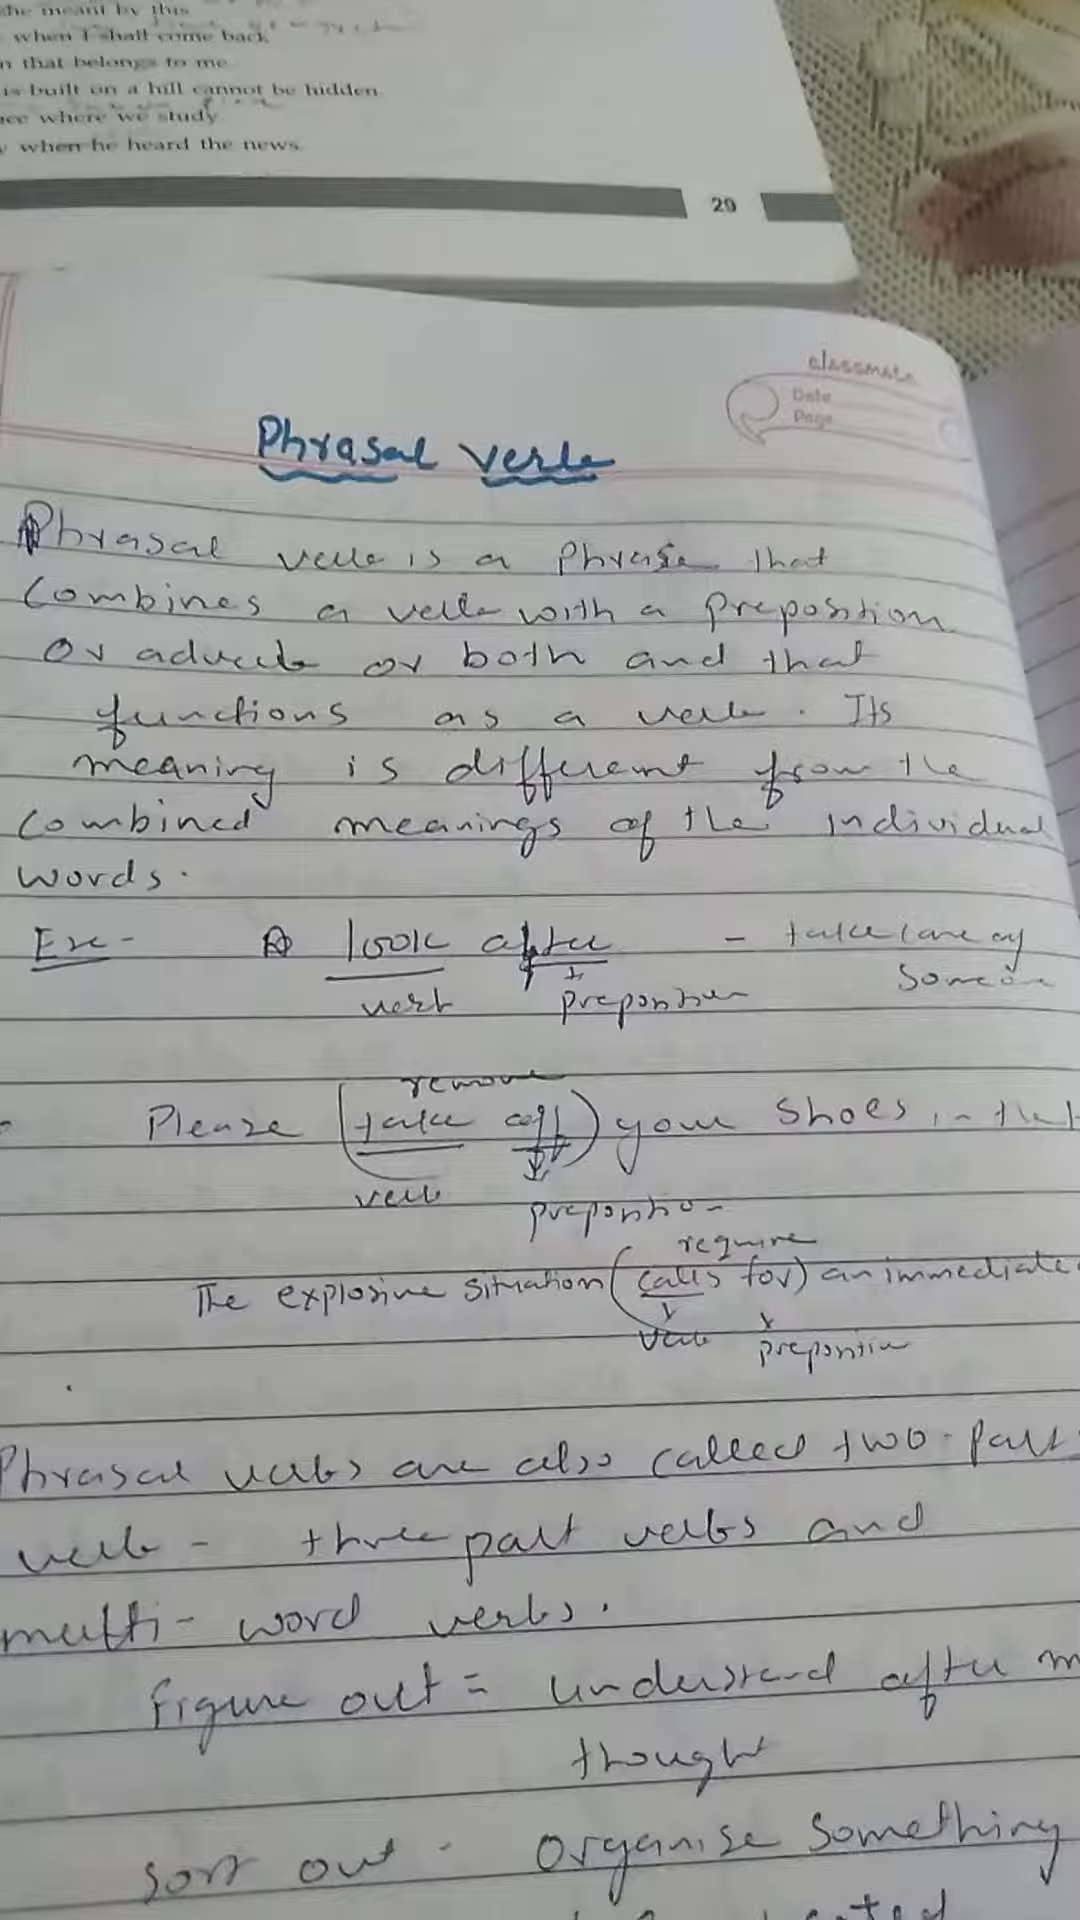 she meant by this
when I shall come back
n that belongs to me
is built on a hill cannot be hidden
ace where we study
y when he heard the news.
29
classmate
Date
Page
Phrasal verb
Phrasal verb is a Phrase that
Combines a verb with a preposition
or adverb or both and that
functions as a verb. Its
meaning is different from the
combined meanings of the individual
words.
Ex - look after - take care of
someone
verb preposition
remove
Please (take off) your shoes in that
verb
preposition
require
The explosive situation (calls for) an immediate
verb preposition
Phrasal verbs are also called two-part
verb - three part verbs and
multi-word verbs.
figure out = understand after m
thought
sort out - organise something